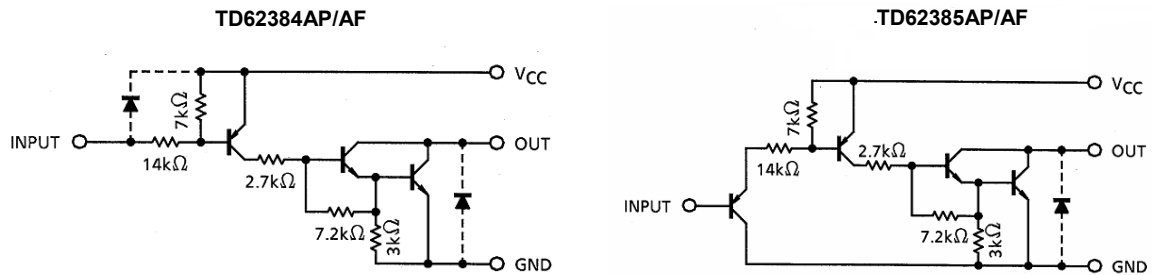 TD62384AP/AF
VCC
7kΩ
INPUT
14kΩ
2.7kΩ
OUT
7.2kΩ
3kΩ
GND
.TD62385AP/AF
VCC
7kΩ
14kΩ
2.7kΩ
OUT
INPUT
7.2kΩ
3kΩ
GND